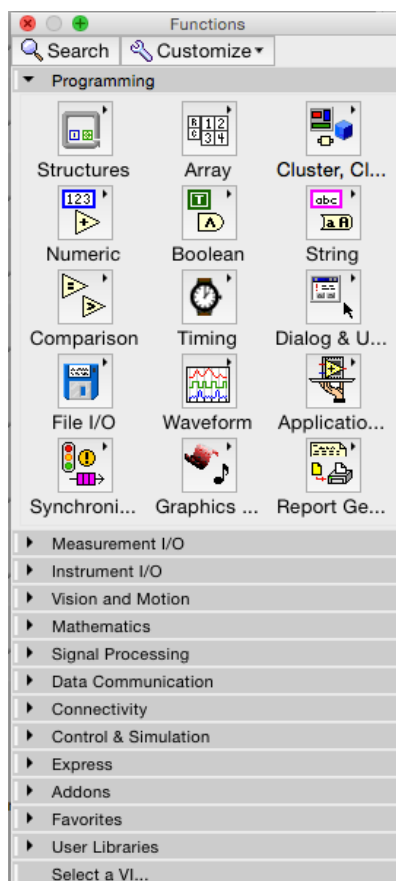 Functions
Search Customize
Programming
Structures Array Cluster, Cl...
123 T abc
Numeric Boolean String
Comparison Timing Dialog & U...
File I/O Waveform Applicatio...
Synchroni... Graphics ... Report Ge...
Measurement I/O
Instrument I/O
Vision and Motion
Mathematics
Signal Processing
Data Communication
Connectivity
Control & Simulation
Express
Addons
Favorites
User Libraries
Select a VI...